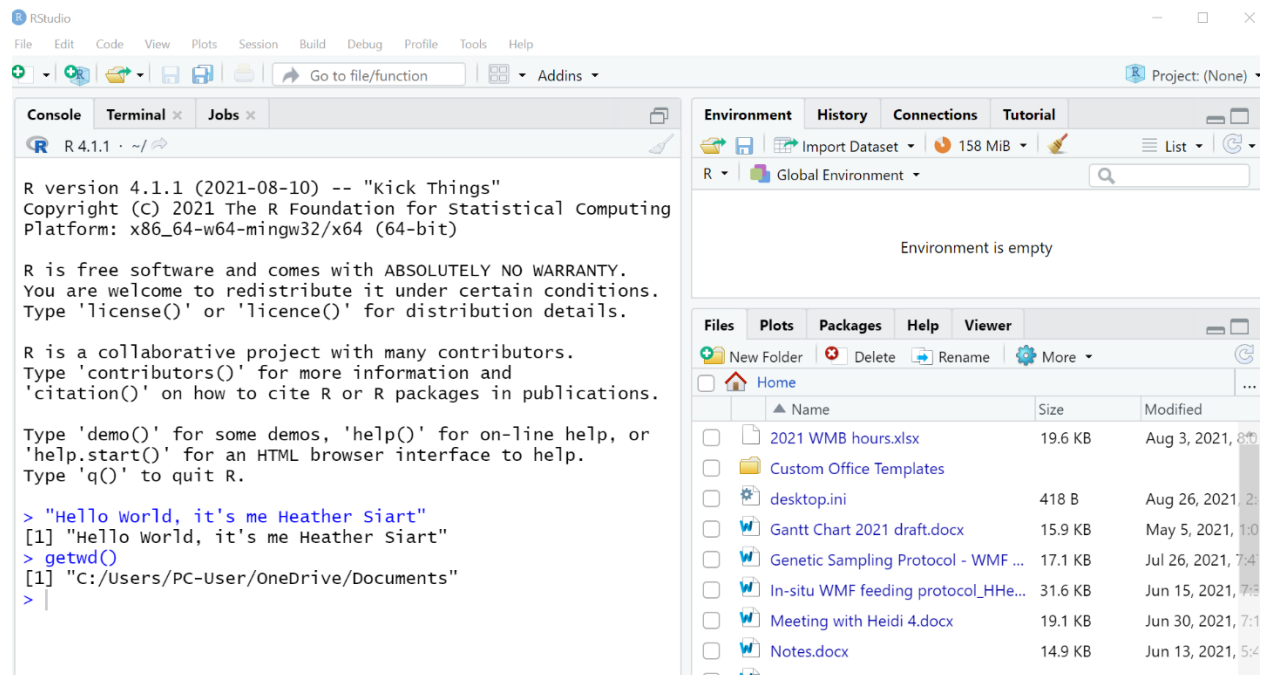 RStudio
File Edit Code View Plots Session Build Debug Profile Tools Help
Go to file/function Addins Project: (None)
Console Terminal Jobs
R 4.1.1 · ~/
R version 4.1.1 (2021-08-10) -- "Kick Things"
Copyright (C) 2021 The R Foundation for Statistical Computing
Platform: x86_64-w64-mingw32/x64 (64-bit)
R is free software and comes with ABSOLUTELY NO WARRANTY.
You are welcome to redistribute it under certain conditions.
Type 'license()' or 'licence()' for distribution details.
R is a collaborative project with many contributors.
Type 'contributors()' for more information and
'citation()' on how to cite R or R packages in publications.
Type 'demo()' for some demos, 'help()' for on-line help, or
'help.start()' for an HTML browser interface to help.
Type 'q()' to quit R.
> "Hello World, it's me Heather Siart"
[1] "Hello World, it's me Heather Siart"
> getwd()
[1] "C:/Users/PC-User/OneDrive/Documents"
>
Environment History Connections Tutorial
Import Dataset 158 MiB List
R Global Environment
Environment is empty
Files Plots Packages Help Viewer
New Folder Delete Rename More
Home ...
Name Size Modified
2021 WMB hours.xlsx 19.6 KB Aug 3, 2021,
Custom Office Templates
desktop.ini 418 B Aug 26, 2021, 2:
Gantt Chart 2021 draft.docx 15.9 KB May 5, 2021, 1:0
Genetic Sampling Protocol - WMF ... 17.1 KB Jul 26, 2021, 7:4
In-situ WMF feeding protocol_HHe... 31.6 KB Jun 15, 2021,
Meeting with Heidi 4.docx 19.1 KB Jun 30, 2021, 7:1
Notes.docx 14.9 KB Jun 13, 2021, 5:4